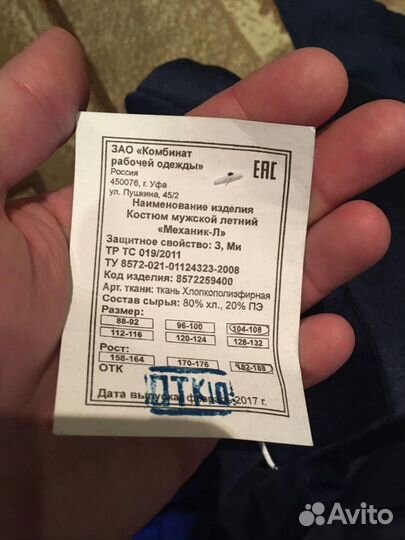 ЗАО «Комбинат
рабочей одежды»
EAC
Россия
450076, г. Уфа
ул. Пушкина, 45/2
Наименование изделия
Костюм мужской летний
«Механик-Л»
Защитное свойство: З, Ми
ТР ТС 019/2011
ТУ 8572-021-01124323-2008
Код изделия: 8572259400
Арт. ткани: ткань Хлопкополиэфирная
Состав сырья: 80% хл., 20% ПЭ
Размер:
88-92 96-100 104-108
112-116 120-124 128-132
Рост:
158-164 170-176 182-188
ОТК
ОТК
Дата выпуска: февраль 2017 г.
Avito